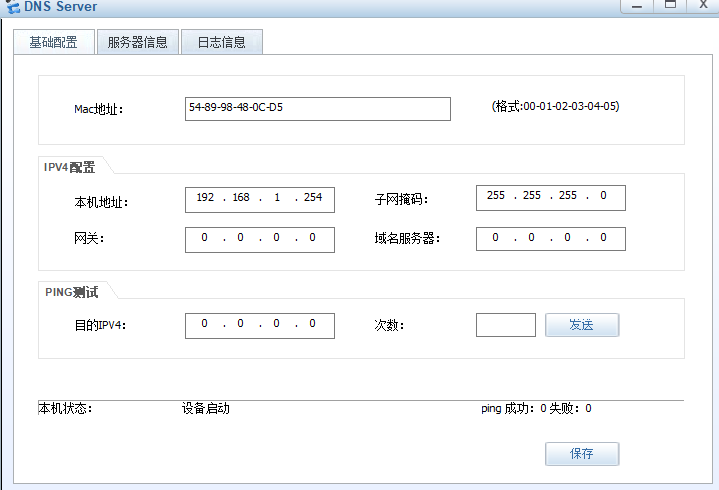 DNS Server
基础配置 服务器信息 日志信息
Mac地址： 54-89-98-48-0C-D5 (格式:00-01-02-03-04-05)
IPV4配置
本机地址： 192 . 168 . 1 . 254 子网掩码： 255 . 255 . 255 . 0
网关： 0 . 0 . 0 . 0 域名服务器： 0 . 0 . 0 . 0
PING测试
目的IPV4： 0 . 0 . 0 . 0 次数： 发送
本机状态： 设备启动 ping 成功：0 失败：0
保存